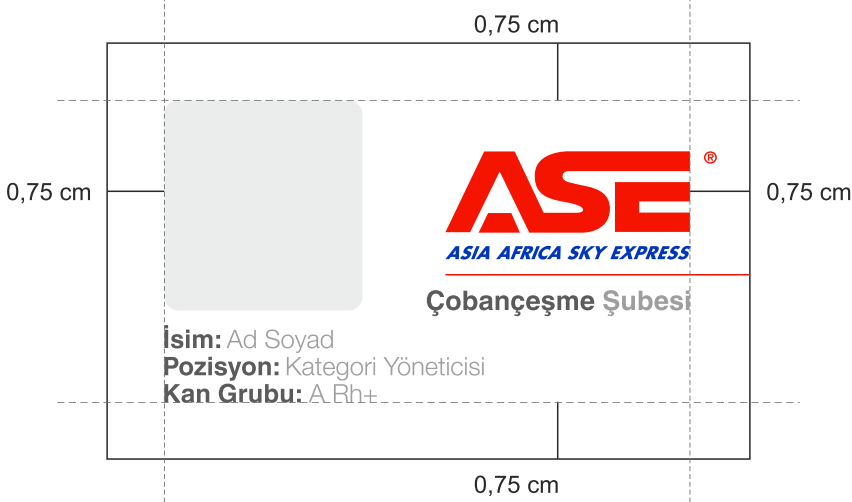 0,75 cm
0,75 cm
ASE ®
0,75 cm
ASIA AFRICA SKY EXPRESS
Çobançeşme Şubesi
İsim: Ad Soyad
Pozisyon: Kategori Yöneticisi
Kan Grubu: A Rh+
0,75 cm